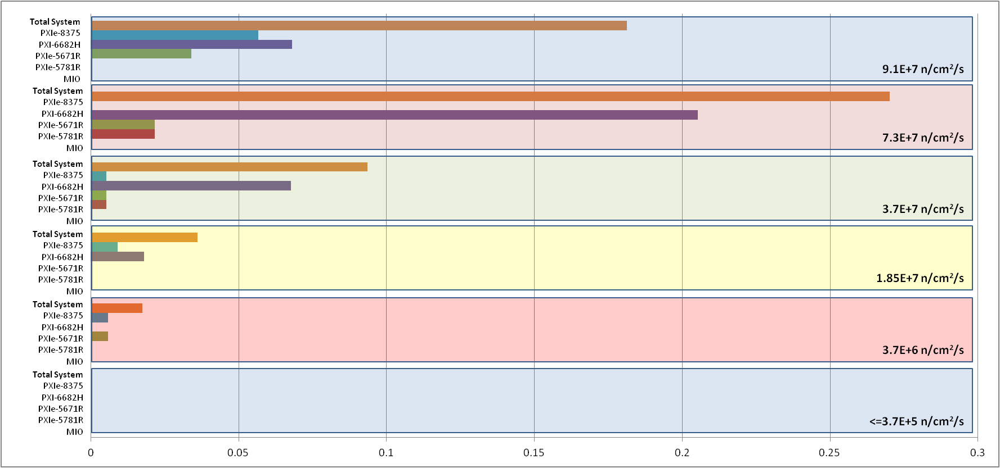 Total System
PXIe-8375
PXI-6682H
PXIe-5671R
PXIe-5781R
MIO
9.1E+7 n/cm²/s
Total System
PXIe-8375
PXI-6682H
PXIe-5671R
PXIe-5781R
MIO
7.3E+7 n/cm²/s
Total System
PXIe-8375
PXI-6682H
PXIe-5671R
PXIe-5781R
MIO
3.7E+7 n/cm²/s
Total System
PXIe-8375
PXI-6682H
PXIe-5671R
PXIe-5781R
MIO
1.85E+7 n/cm²/s
Total System
PXIe-8375
PXI-6682H
PXIe-5671R
PXIe-5781R
MIO
3.7E+6 n/cm²/s
Total System
PXIe-8375
PXI-6682H
PXIe-5671R
PXIe-5781R
MIO
<=3.7E+5 n/cm²/s
0 0.05 0.1 0.15 0.2 0.25 0.3